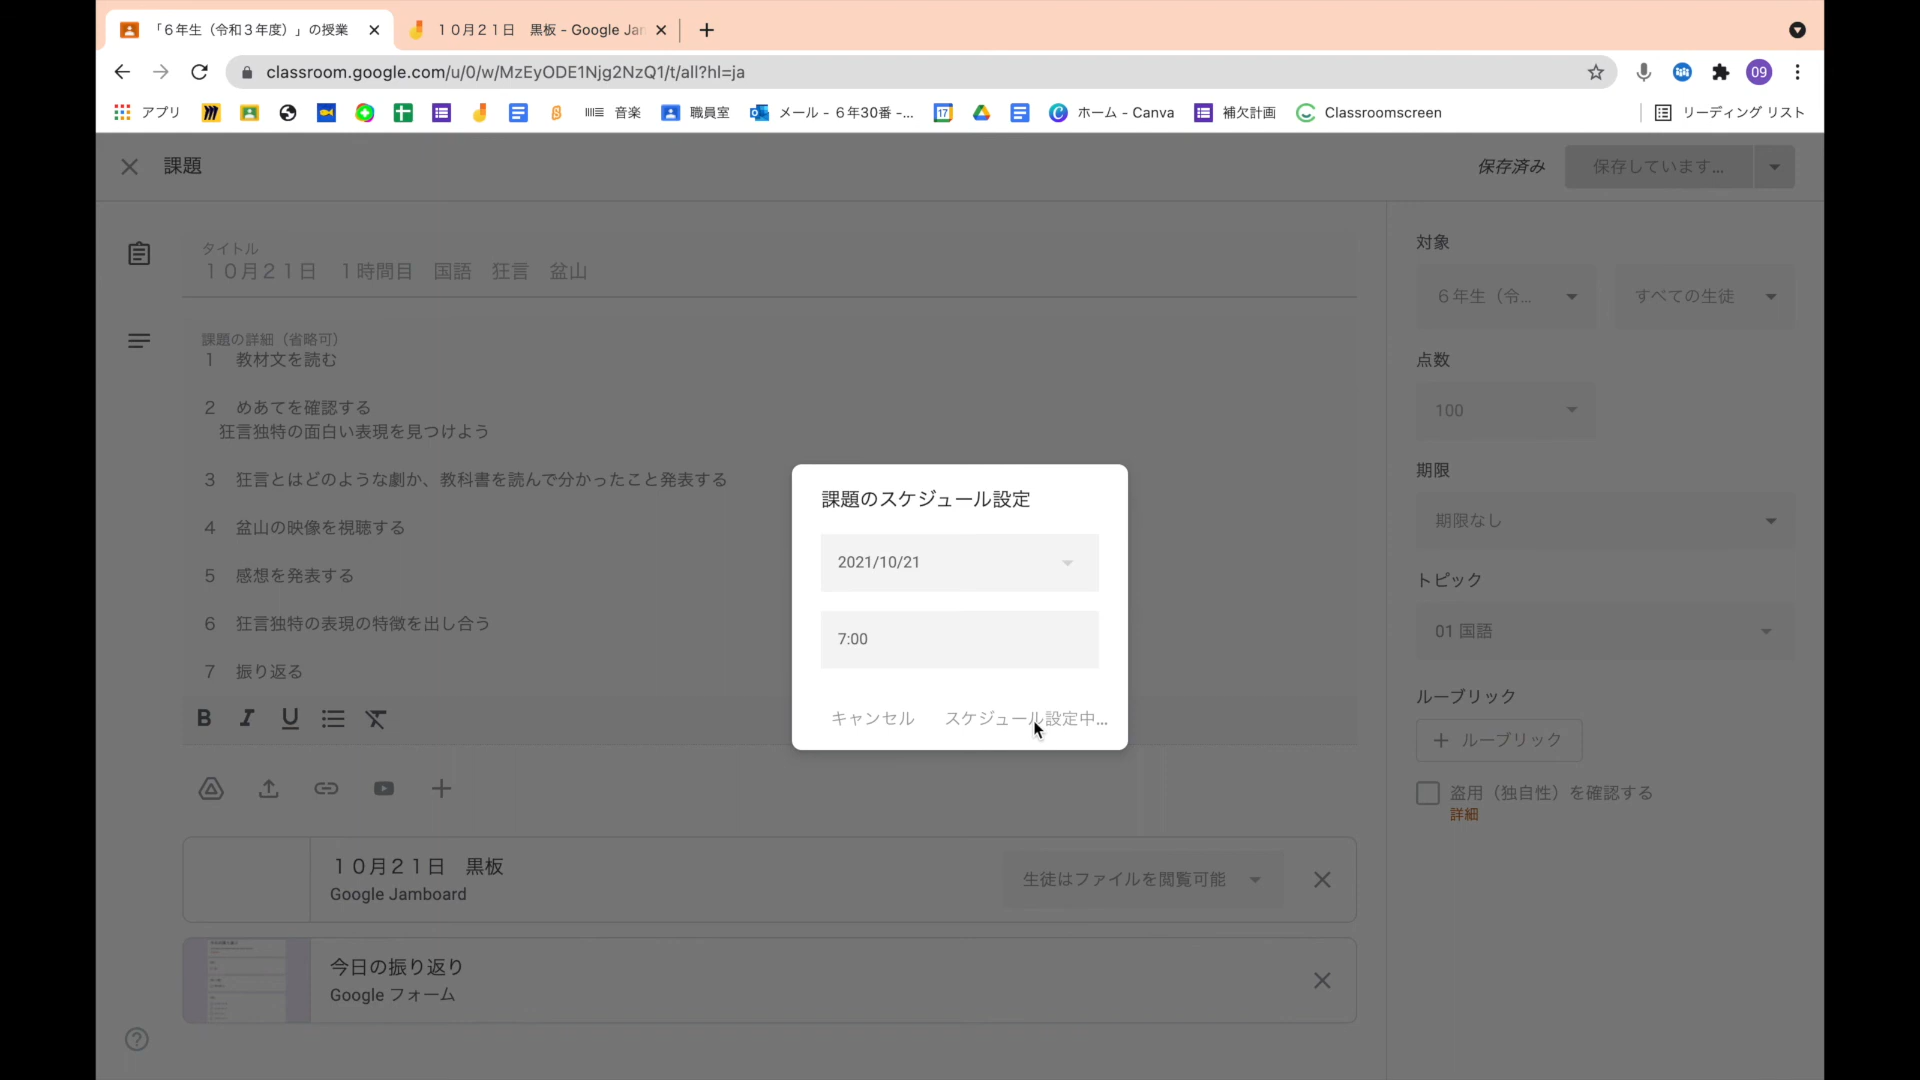 「６年生（令和３年度）」の授業
１０月２１日　黒板 - Google Jar
classroom.google.com/u/0/w/MzEyODE1Njg2NzQ1/t/all?hl=ja
09
アプリ
音楽
職員室
メール - ６年30番 -...
17
ホーム - Canva
補欠計画
Classroomscreen
リーディング リスト
課題
保存済み
保存しています...
タイトル
１０月２１日　１時間目　国語　狂言　盆山
課題の詳細（省略可）
１　教材文を読む
２　めあてを確認する
狂言独特の面白い表現を見つけよう
３　狂言とはどのような劇か、教科書を読んで分かったこと発表する
４　盆山の映像を視聴する
５　感想を発表する
６　狂言独特の表現の特徴を出し合う
７　振り返る
B I U
１０月２１日　黒板
Google Jamboard
生徒はファイルを閲覧可能
今日の振り返り
Google フォーム
課題のスケジュール設定
2021/10/21
7:00
キャンセル
スケジュール設定中...
対象
６年生（令...
すべての生徒
点数
100
期限
期限なし
トピック
01 国語
ルーブリック
+ ルーブリック
盗用（独自性）を確認する
詳細